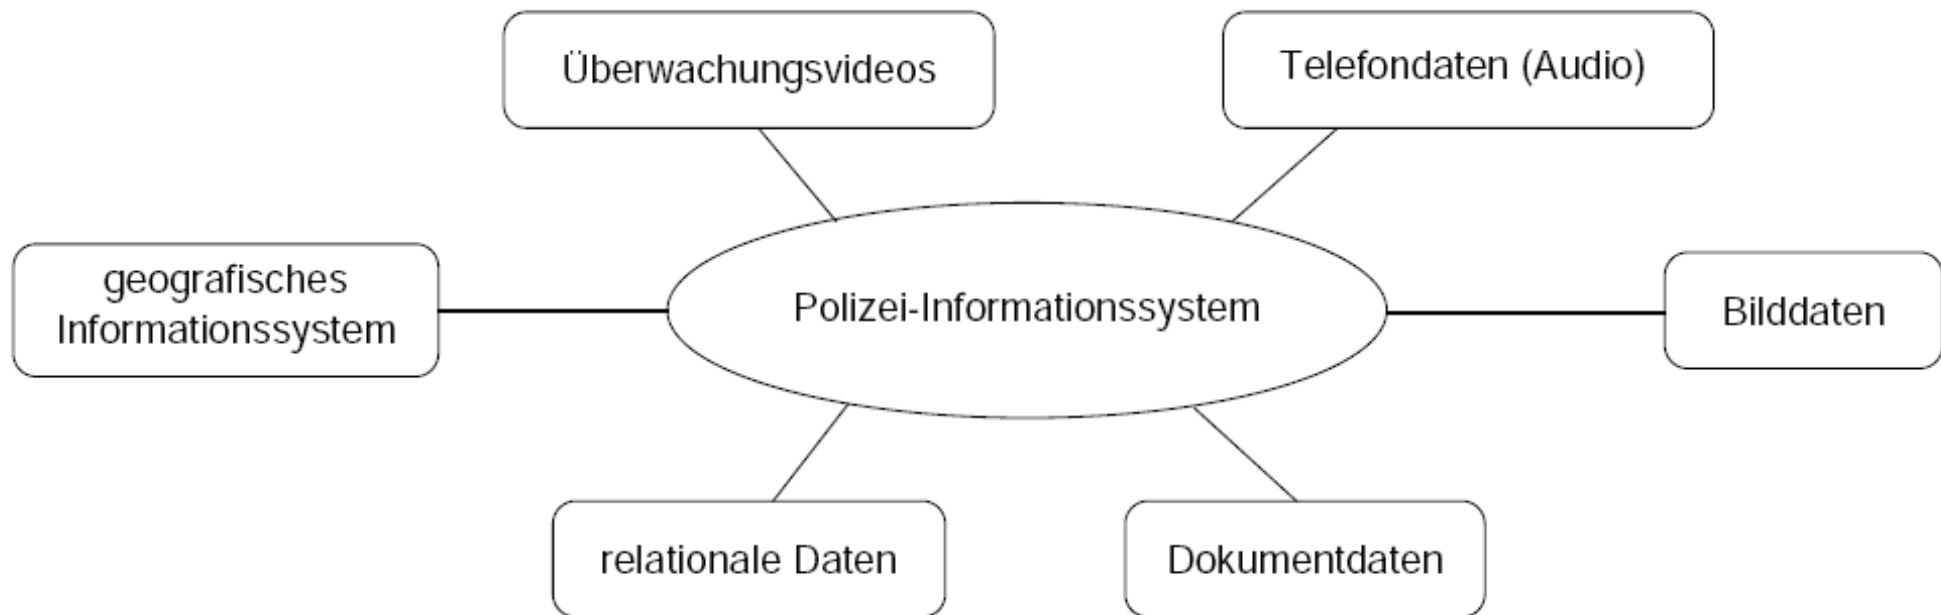 Überwachungsvideos
Telefondaten (Audio)
geografisches
Informationssystem
Polizei-Informationssystem
Bilddaten
relationale Daten
Dokumentdaten